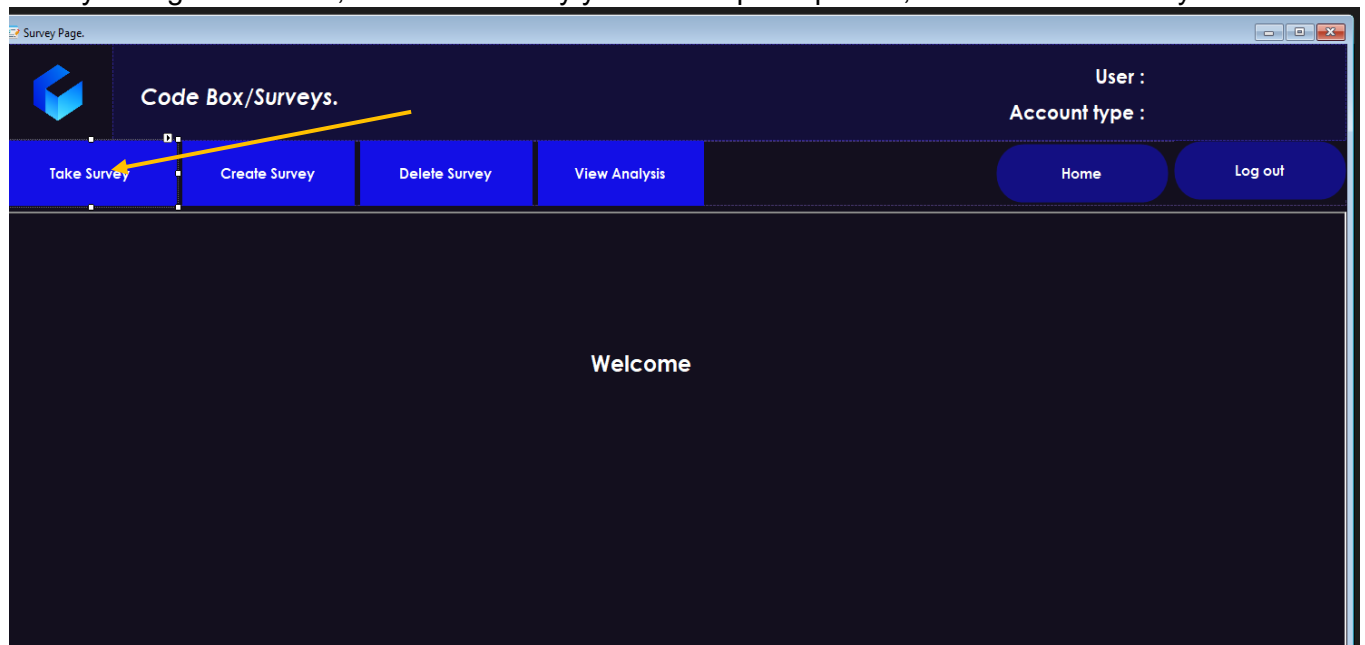 Survey Page.
User :
Code Box/Surveys.
Account type :
Take Survey Create Survey Delete Survey View Analysis Home Log out
Welcome